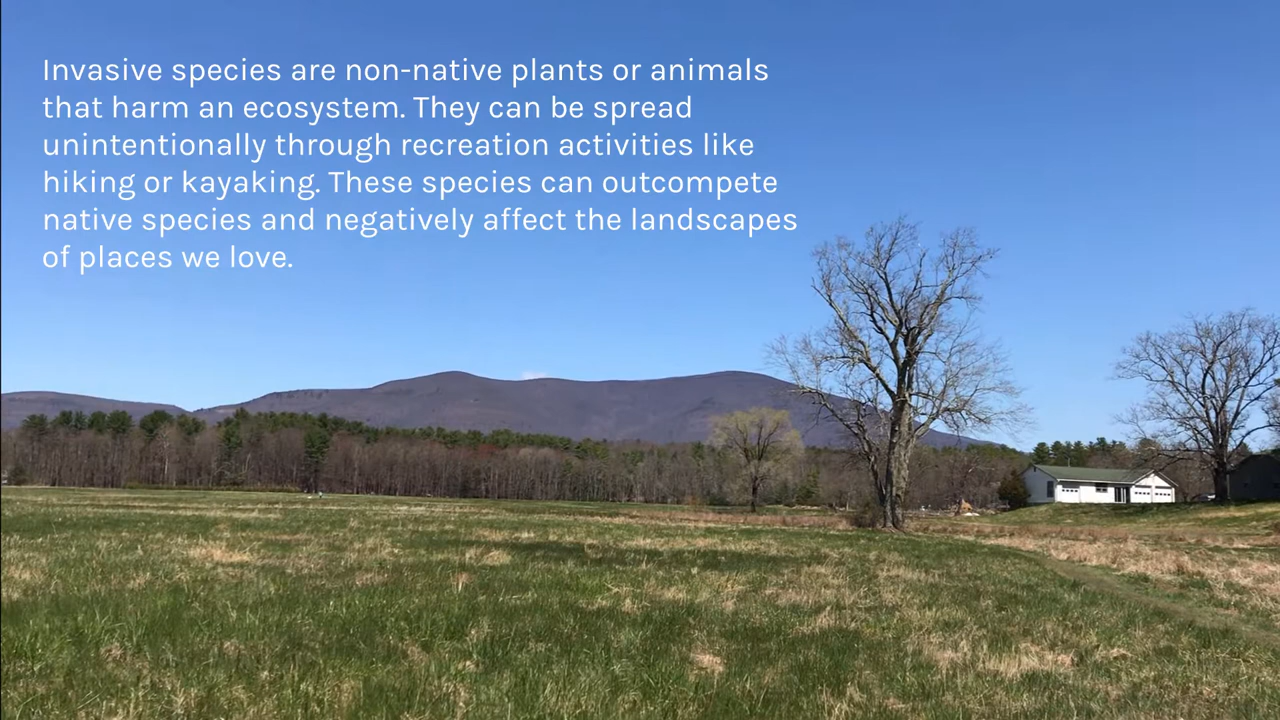 Invasive species are non-native plants or animals
that harm an ecosystem. They can be spread
unintentionally through recreation activities like
hiking or kayaking. These species can outcompete
native species and negatively affect the landscapes
of places we love.